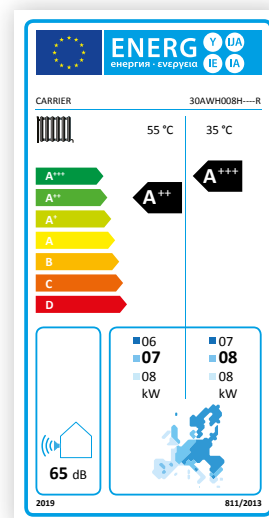 ENERG Y IJA
енергия · ενεργεια IE IA
CARRIER 30AWH008H----R
55 °C 35 °C
A+++
A++
A+
A
B
C
D
A++
A+++
06 07
07 08
08 08
kW kW
65 dB
2019 811/2013